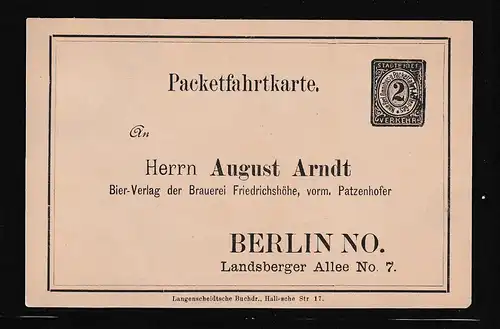 Packetfahrtkarte.
STADTBRIEF
2
VERKEHR
An
Herrn August Arndt
Bier-Verlag der Brauerei Friedrichshöhe, vorm. Patzenhofer
BERLIN NO.
Landsberger Allee No. 7.
Langenscheidtsche Buchdr., Hallesche Str 17.